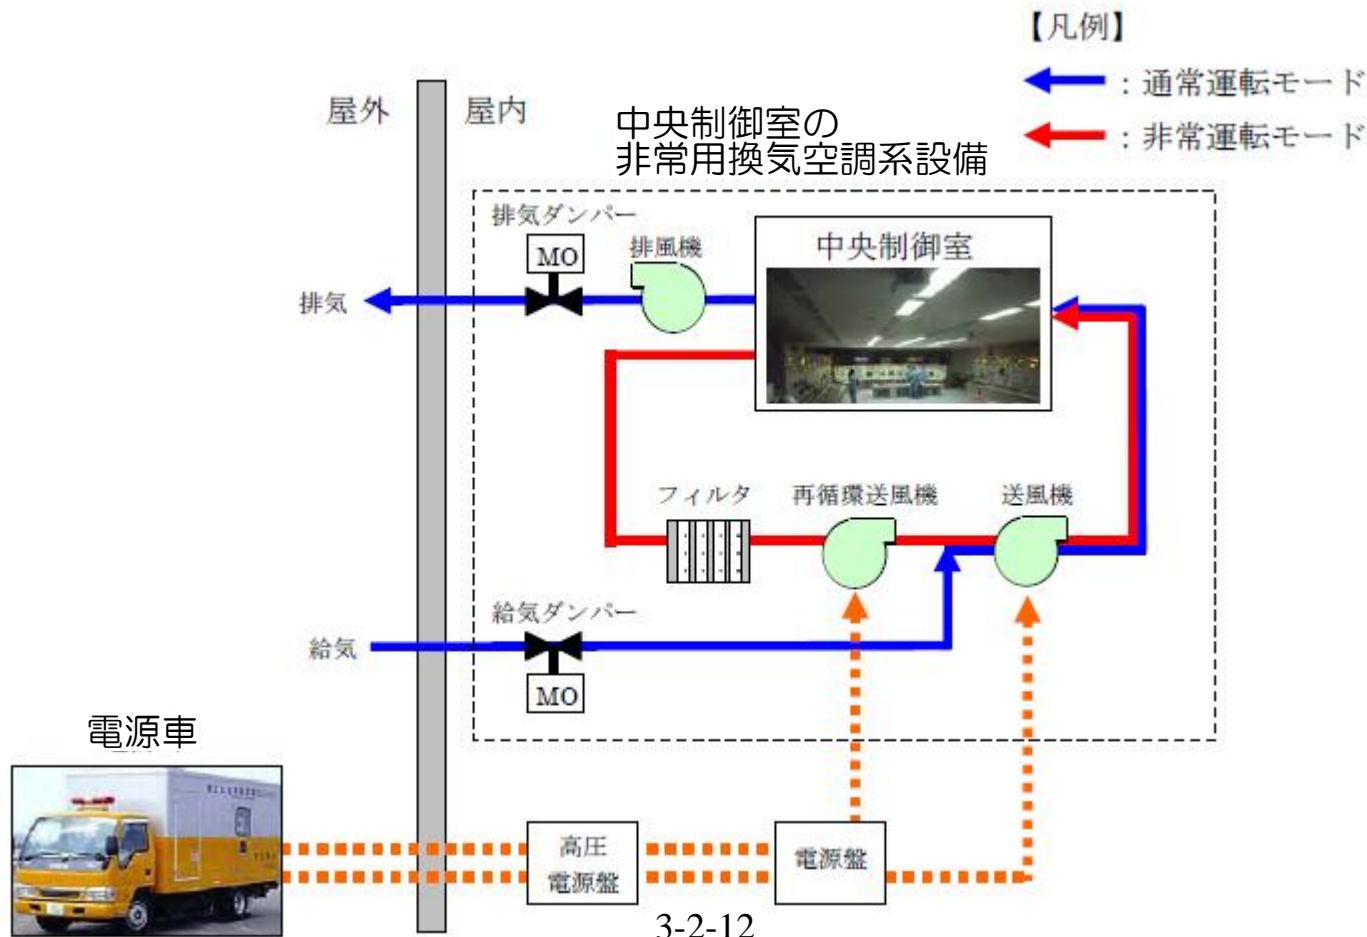 【凡例】
：通常運転モード
：非常運転モード
屋外
屋内
中央制御室の
非常用換気空調系設備
排気ダンパー
MO
排風機
中央制御室
排気
フィルタ
再循環送風機
送風機
給気ダンパー
給気
MO
電源車
高圧
電源盤
電源盤
3-2-12